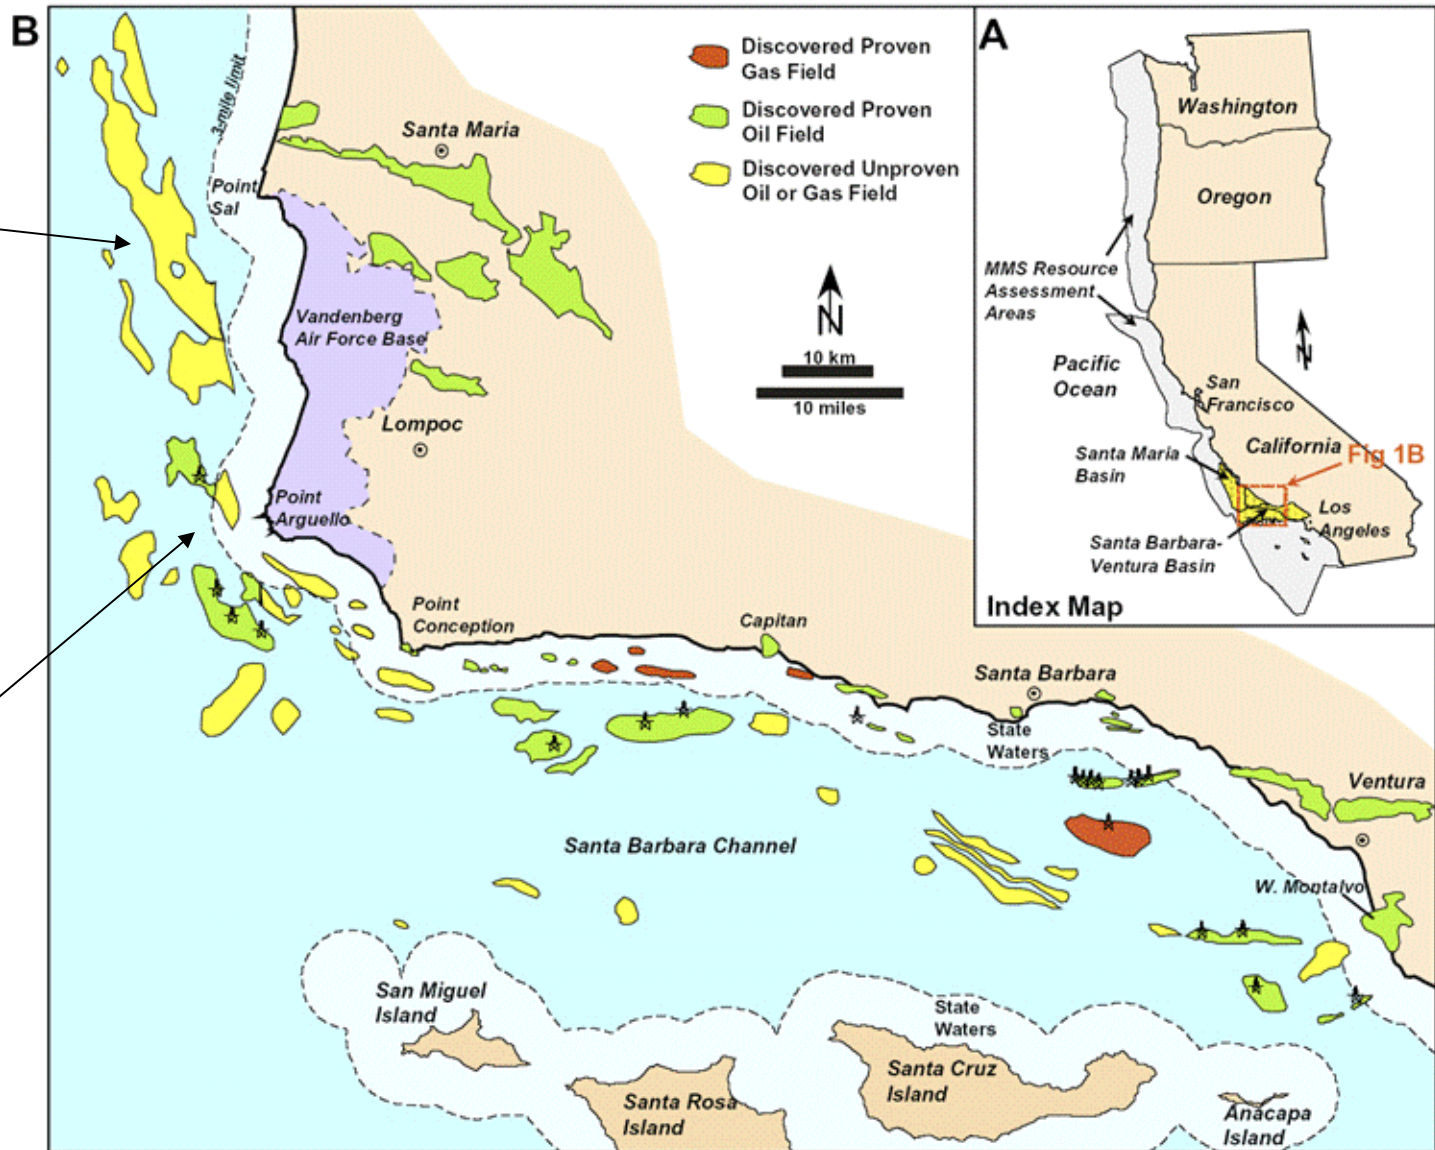 B
3-mile limit
Discovered Proven
Gas Field
Discovered Proven
Oil Field
Discovered Unproven
Oil or Gas Field
Santa Maria
Point
Sal
Vandenberg
Air Force Base
N
10 km
10 miles
Lompoc
Point
Arguello
Point
Conception
Capitan
Santa Barbara
State
Waters
Ventura
Santa Barbara Channel
W. Montalvo
San Miguel
Island
State
Waters
Santa Cruz
Island
Santa Rosa
Island
Anacapa
Island
A
Washington
Oregon
MMS Resource
Assessment
Areas
N
Pacific
Ocean
San
Francisco
California
Fig 1B
Santa Maria
Basin
Los
Angeles
Santa Barbara-
Ventura Basin
Index Map